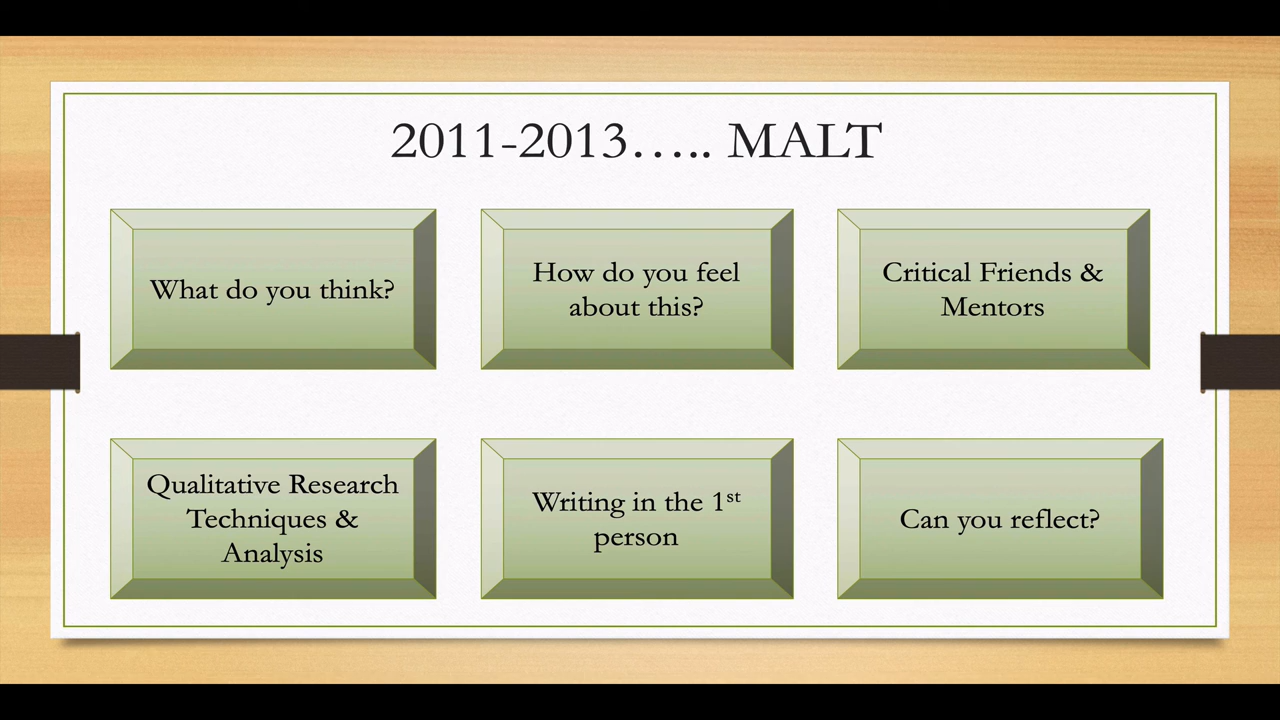 2011-2013….. MALT
What do you think?
How do you feel
about this?
Critical Friends &
Mentors
Qualitative Research
Techniques &
Analysis
Writing in the 1st
person
Can you reflect?